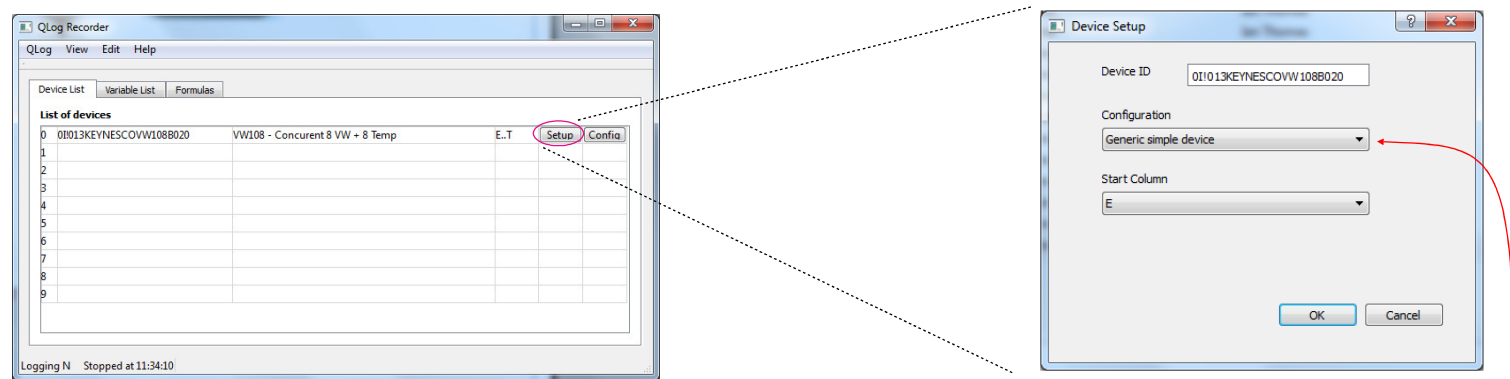 QLog Recorder
QLog View Edit Help
Device List Variable List Formulas
List of devices
0 0I!013KEYNESCOVW108B020 VW108 - Concurent 8 VW + 8 Temp E..T Setup Config
1
2
3
4
5
6
7
8
9
Logging N Stopped at 11:34:10
Device Setup
Device ID 0I!013KEYNESCOVW108B020
Configuration
Generic simple device
Start Column
E
OK Cancel